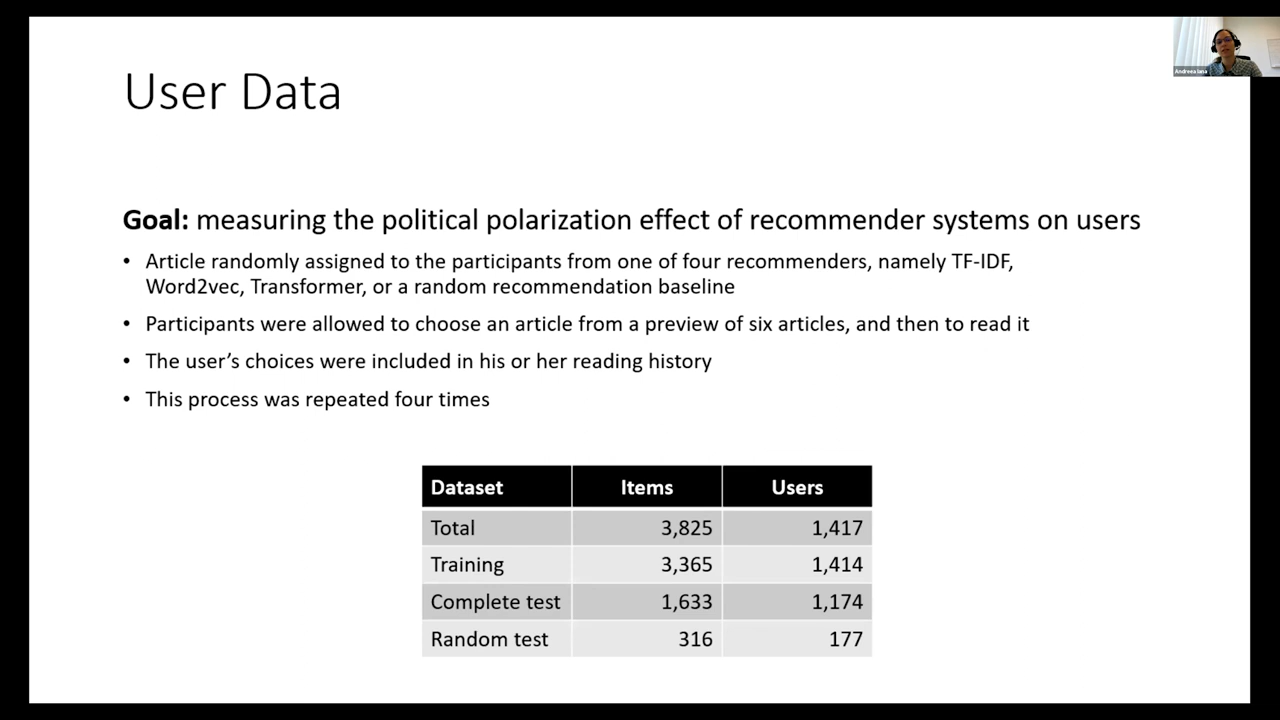 User Data
Andreea Iana
Goal: measuring the political polarization effect of recommender systems on users
• Article randomly assigned to the participants from one of four recommenders, namely TF-IDF,
Word2vec, Transformer, or a random recommendation baseline
• Participants were allowed to choose an article from a preview of six articles, and then to read it
• The user's choices were included in his or her reading history
• This process was repeated four times
Dataset Items Users
Total 3,825 1,417
Training 3,365 1,414
Complete test 1,633 1,174
Random test 316 177